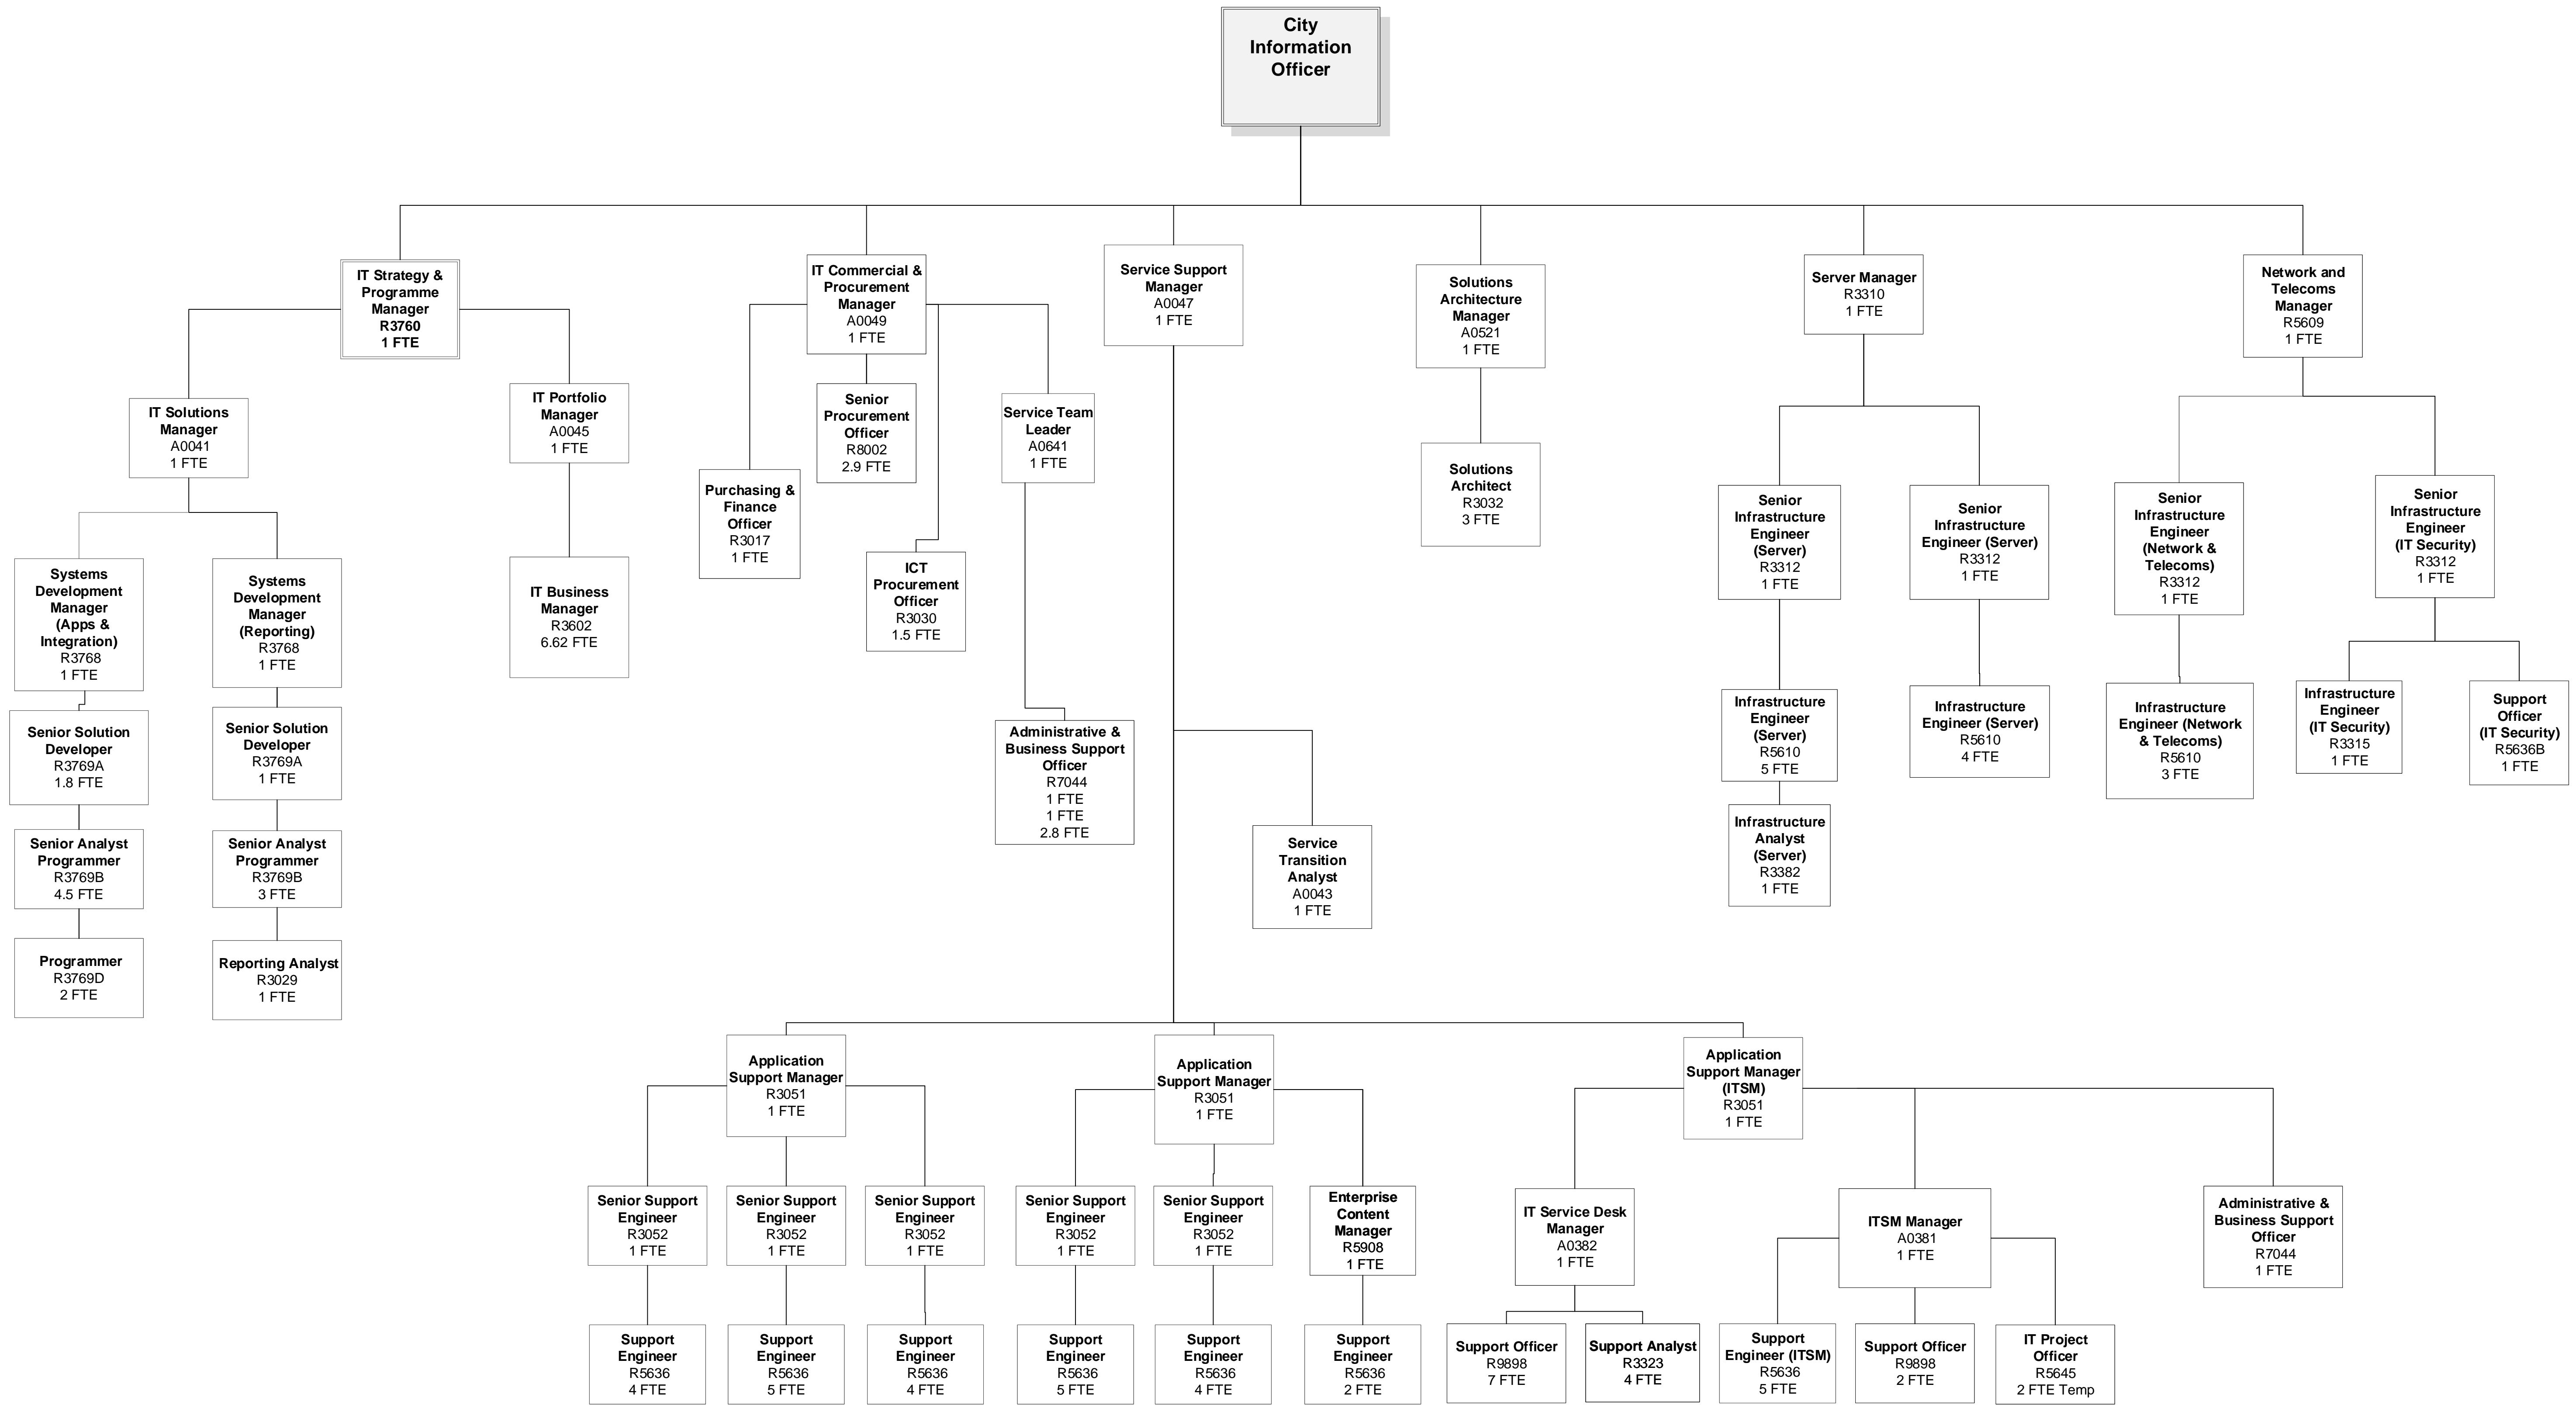 City
Information
Officer
IT Strategy &
Programme
Manager
R3760
1 FTE
IT Commercial &
Procurement
Manager
A0049
1 FTE
Service Support
Manager
A0047
1 FTE
Solutions
Architecture
Manager
A0521
1 FTE
Server Manager
R3310
1 FTE
Network and
Telecoms
Manager
R5609
1 FTE
IT Solutions
Manager
A0041
1 FTE
IT Portfolio
Manager
A0045
1 FTE
Senior
Procurement
Officer
R8002
2.9 FTE
Service Team
Leader
A0641
1 FTE
Purchasing &
Finance
Officer
R3017
1 FTE
ICT
Procurement
Officer
R3030
1.5 FTE
Solutions
Architect
R3032
3 FTE
Senior
Infrastructure
Engineer
(Server)
R3312
1 FTE
Senior
Infrastructure
Engineer (Server)
R3312
1 FTE
Senior
Infrastructure
Engineer
(Network &
Telecoms)
R3312
1 FTE
Senior
Infrastructure
Engineer
(IT Security)
R3312
1 FTE
Systems
Development
Manager
(Apps &
Integration)
R3768
1 FTE
Systems
Development
Manager
(Reporting)
R3768
1 FTE
IT Business
Manager
R3602
6.62 FTE
Senior Solution
Developer
R3769A
1.8 FTE
Senior Solution
Developer
R3769A
1 FTE
Administrative &
Business Support
Officer
R7044
1 FTE
1 FTE
2.8 FTE
Infrastructure
Engineer
(Server)
R5610
5 FTE
Infrastructure
Engineer (Server)
R5610
4 FTE
Infrastructure
Engineer (Network
& Telecoms)
R5610
3 FTE
Infrastructure
Engineer
(IT Security)
R3315
1 FTE
Support
Officer
(IT Security)
R5636B
1 FTE
Senior Analyst
Programmer
R3769B
4.5 FTE
Senior Analyst
Programmer
R3769B
3 FTE
Service
Transition
Analyst
A0043
1 FTE
Infrastructure
Analyst
(Server)
R3382
1 FTE
Programmer
R3769D
2 FTE
Reporting Analyst
R3029
1 FTE
Application
Support Manager
R3051
1 FTE
Application
Support Manager
R3051
1 FTE
Application
Support Manager
(ITSM)
R3051
1 FTE
Senior Support
Engineer
R3052
1 FTE
Senior Support
Engineer
R3052
1 FTE
Senior Support
Engineer
R3052
1 FTE
Senior Support
Engineer
R3052
1 FTE
Senior Support
Engineer
R3052
1 FTE
Enterprise
Content
Manager
R5908
1 FTE
IT Service Desk
Manager
A0382
1 FTE
ITSM Manager
A0381
1 FTE
Administrative &
Business Support
Officer
R7044
1 FTE
Support
Engineer
R5636
4 FTE
Support
Engineer
R5636
5 FTE
Support
Engineer
R5636
4 FTE
Support
Engineer
R5636
5 FTE
Support
Engineer
R5636
4 FTE
Support
Engineer
R5636
2 FTE
Support Officer
R9898
7 FTE
Support Analyst
R3323
4 FTE
Support
Engineer (ITSM)
R5636
5 FTE
Support Officer
R9898
2 FTE
IT Project
Officer
R5645
2 FTE Temp